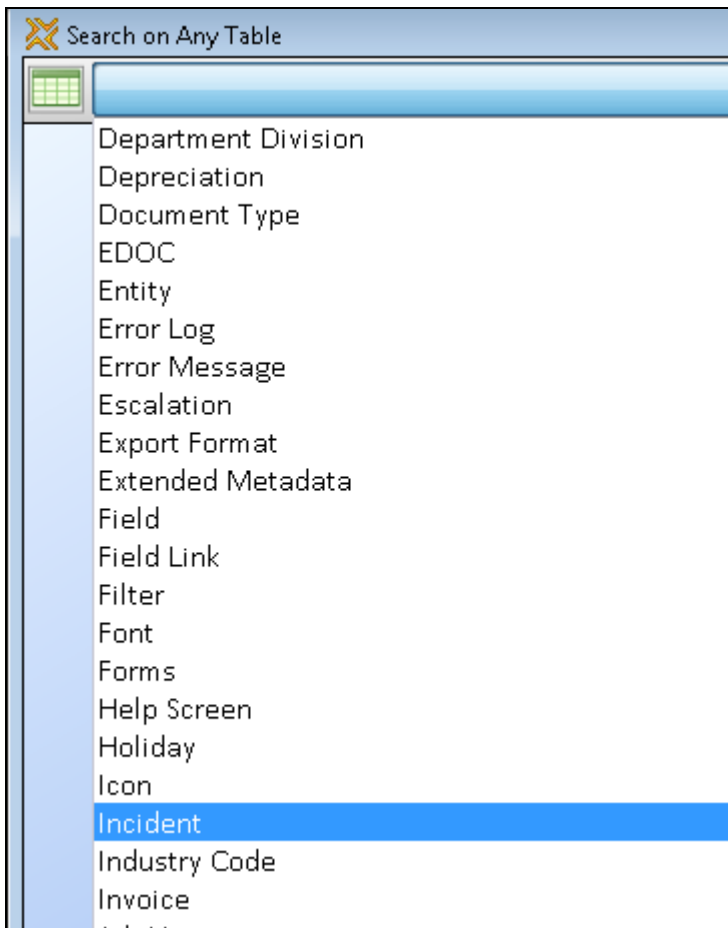 Search on Any Table
Department Division
Depreciation
Document Type
EDOC
Entity
Error Log
Error Message
Escalation
Export Format
Extended Metadata
Field
Field Link
Filter
Font
Forms
Help Screen
Holiday
Icon
Incident
Industry Code
Invoice